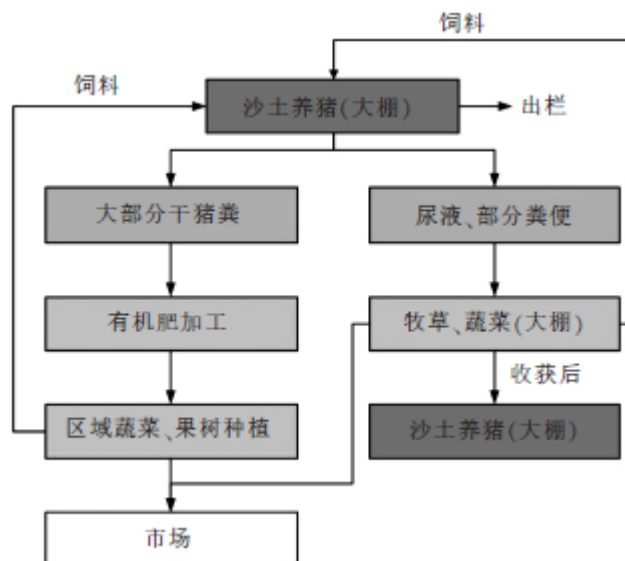 饲料
饲料
沙土养猪(大棚)
出栏
大部分干猪粪
尿液、部分粪便
有机肥加工
牧草、蔬菜(大棚)
收获后
区域蔬菜、果树种植
沙土养猪(大棚)
市场